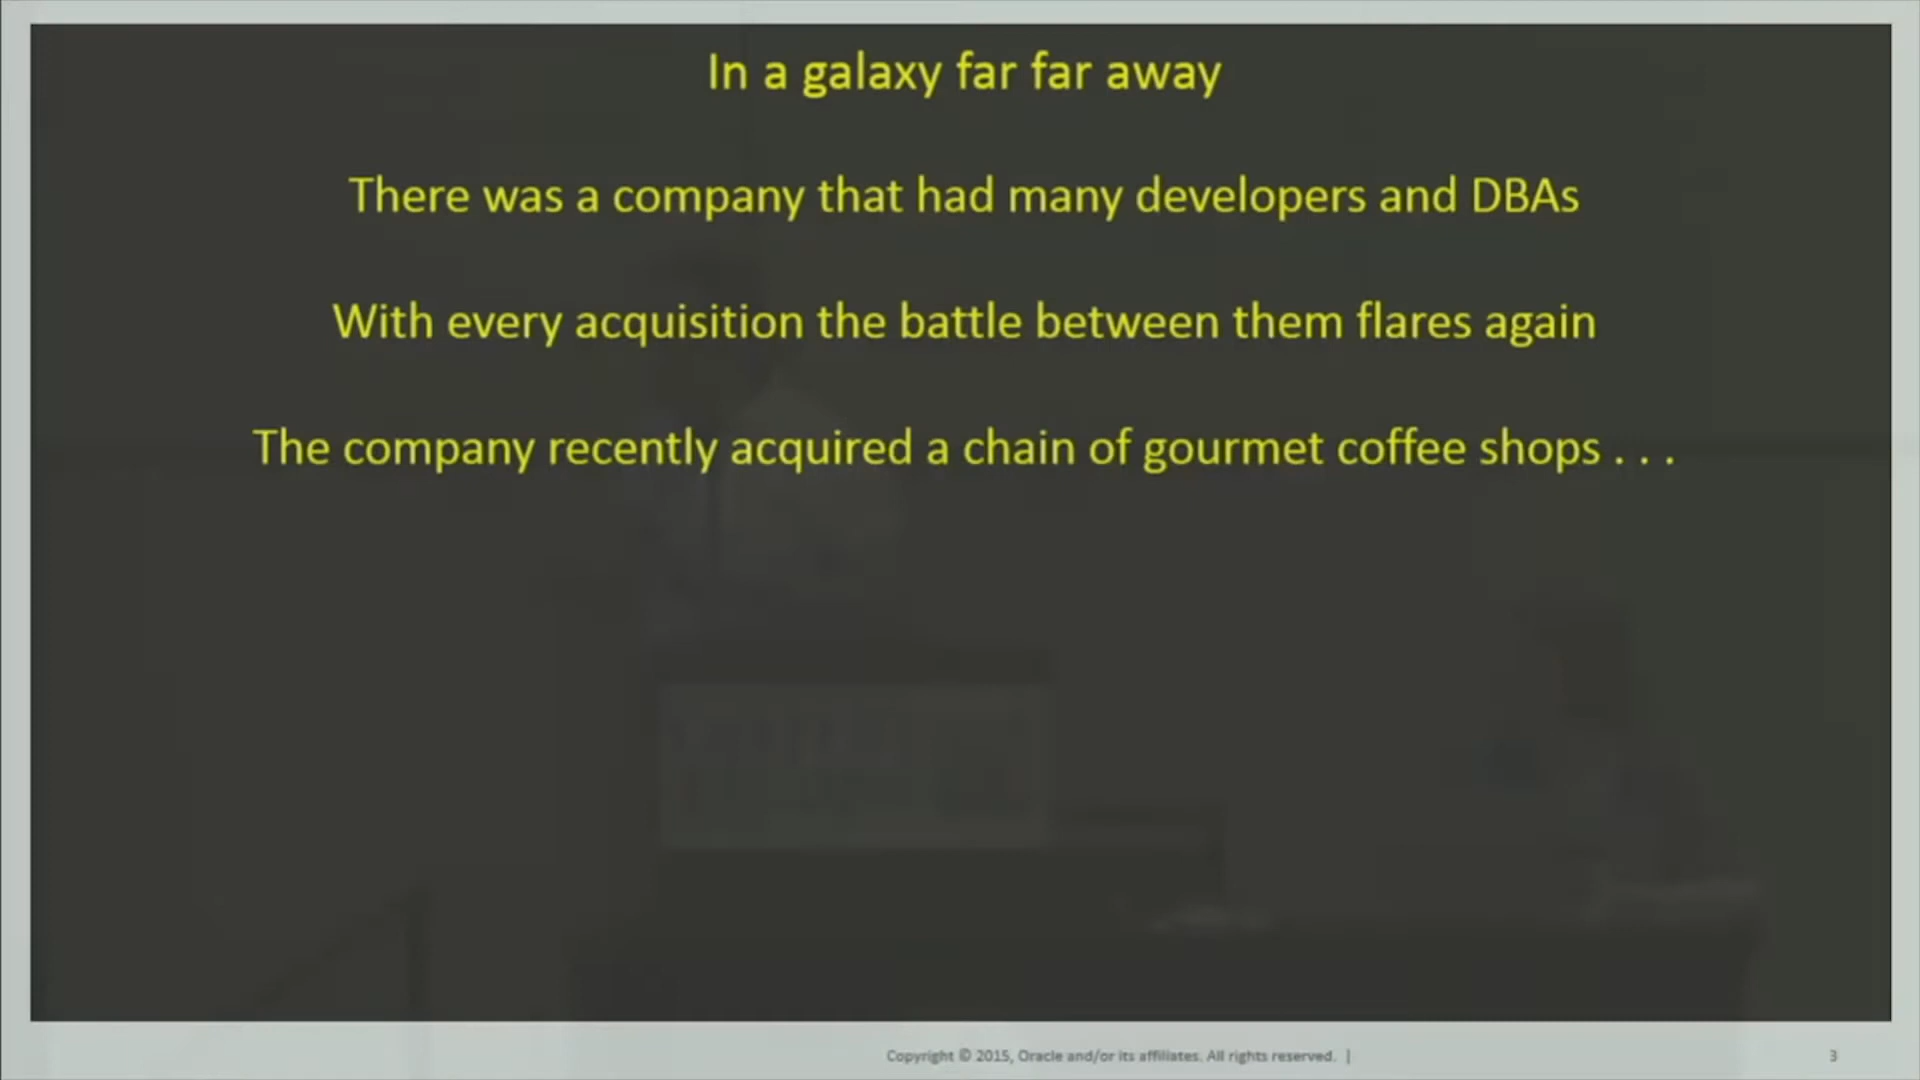 In a galaxy far far away
There was a company that had many developers and DBAs
With every acquisition the battle between them flares again
The company recently acquired a chain of gourmet coffee shops . . .
Copyright © 2015, Oracle and/or its affiliates. All rights reserved. |
3